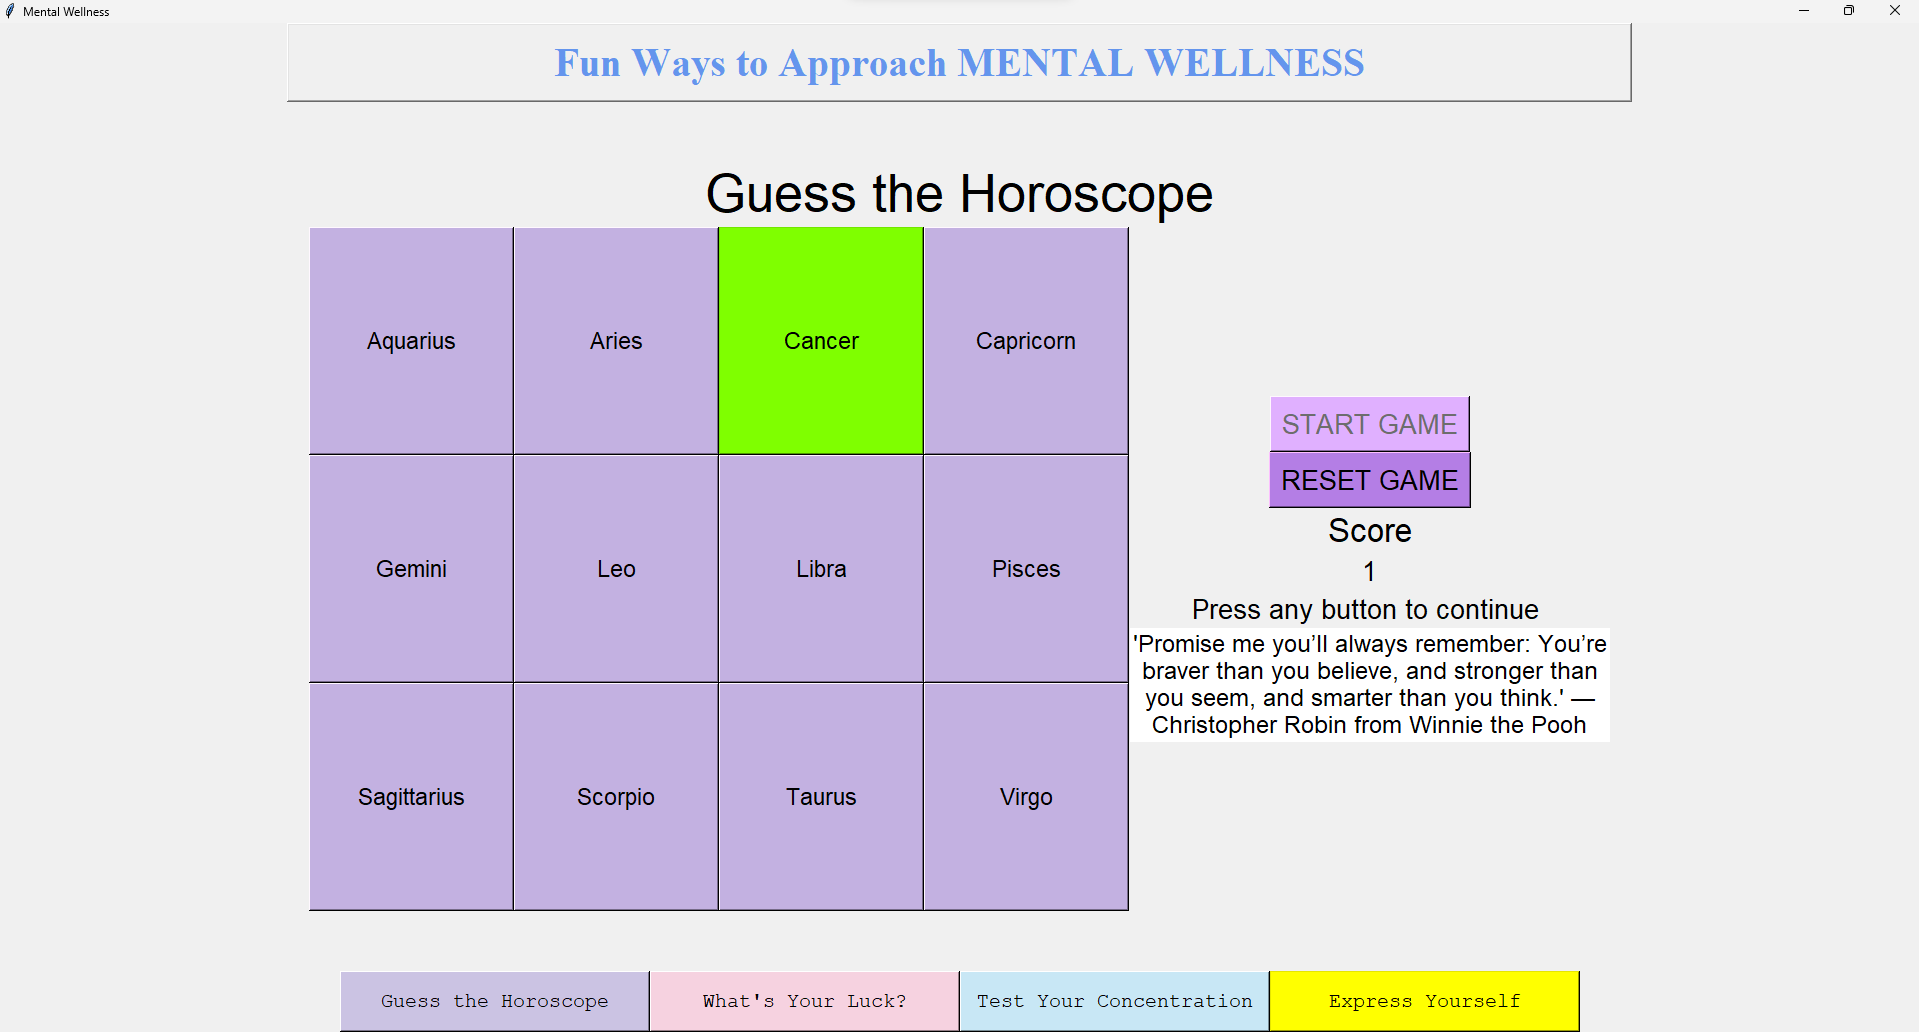 Mental Wellness
Fun Ways to Approach MENTAL WELLNESS
Guess the Horoscope
Aquarius
Aries
Cancer
Capricorn
Gemini
Leo
Libra
Pisces
Sagittarius
Scorpio
Taurus
Virgo
START GAME
RESET GAME
Score
1
Press any button to continue
'Promise me you’ll always remember: You’re
braver than you believe, and stronger than
you seem, and smarter than you think.' —
Christopher Robin from Winnie the Pooh
Guess the Horoscope
What's Your Luck?
Test Your Concentration
Express Yourself